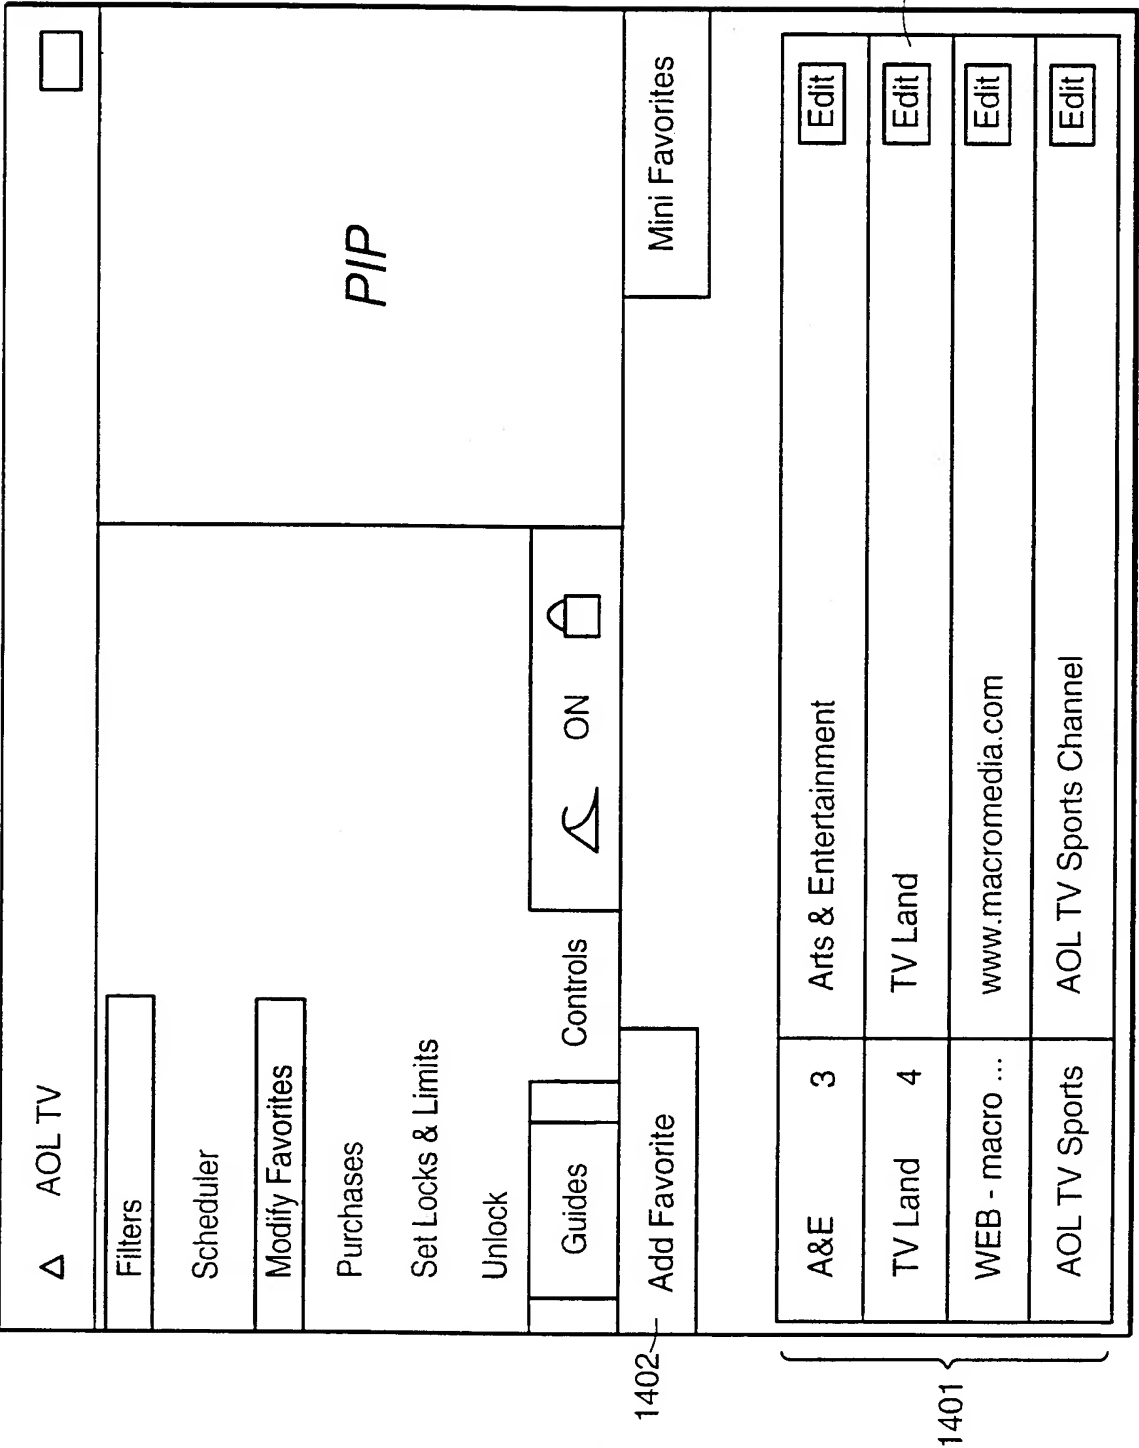 AOL TV
Filters
Scheduler
Modify Favorites
Purchases
Set Locks & Limits
Unlock
PIP
Guides Controls ON
1402 Add Favorite Mini Favorites
A&E 3 Arts & Entertainment Edit
TV Land 4 TV Land Edit
WEB - macro ... www.macromedia.com Edit
AOL TV Sports AOL TV Sports Channel Edit
1401